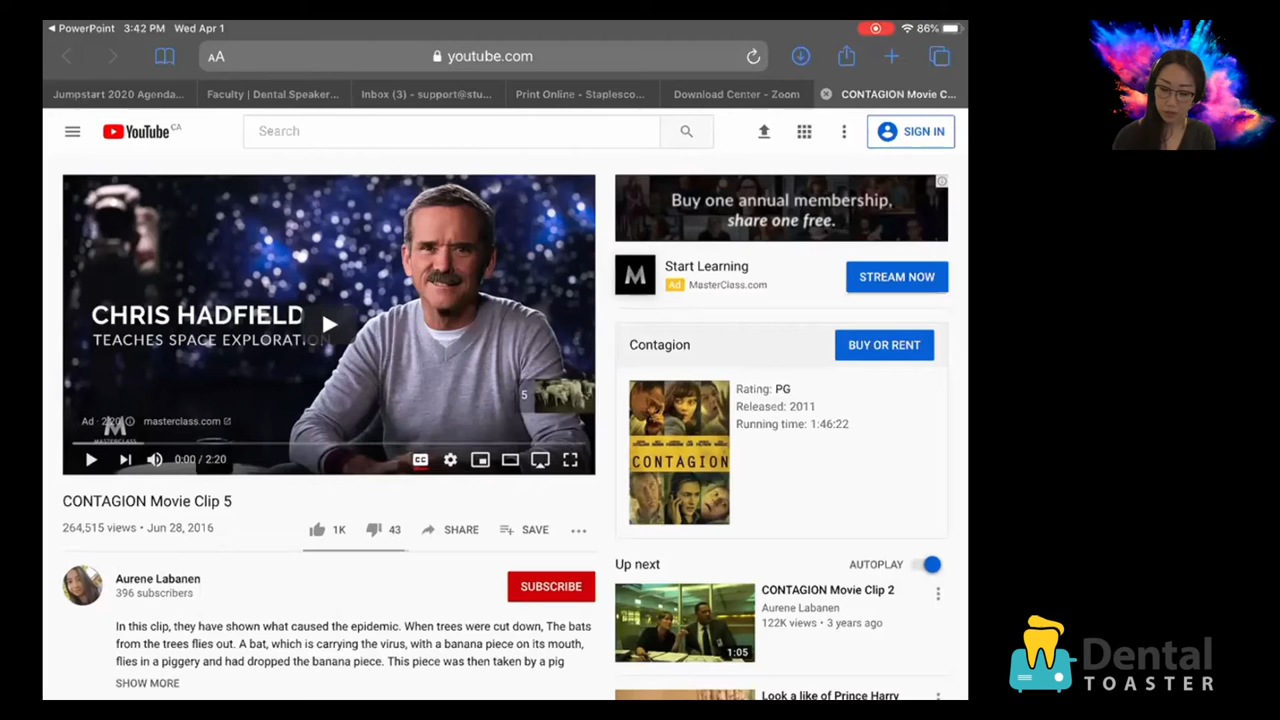 PowerPoint 3:42 PM Wed Apr 1 86%
AA youtube.com
Jumpstart 2020 Agenda... Faculty | Dental Speaker... Inbox (3) - support@stu... Print Online - Staplesco... Download Center - Zoom CONTAGION Movie C...
YouTube CA Search SIGN IN
CHRIS HADFIELD
TEACHES SPACE EXPLORATION
5
Ad · 2:20 masterclass.com
0:00 / 2:20 CC
CONTAGION Movie Clip 5
264,515 views • Jun 28, 2016 1K 43 SHARE SAVE
Aurene Labanen
396 subscribers
SUBSCRIBE
In this clip, they have shown what caused the epidemic. When trees were cut down, The bats
from the trees flies out. A bat, which is carrying the virus, with a banana piece on its mouth,
flies in a piggery and had dropped the banana piece. This piece was then taken by a pig
SHOW MORE
Buy one annual membership,
share one free.
M
Start Learning
Ad MasterClass.com
STREAM NOW
Contagion BUY OR RENT
CONTAGION
Rating: PG
Released: 2011
Running time: 1:46:22
Up next AUTOPLAY
CONTAGION Movie Clip 2
Aurene Labanen
122K views • 3 years ago
1:05
Look a like of Prince Harry
Dental
TOASTER